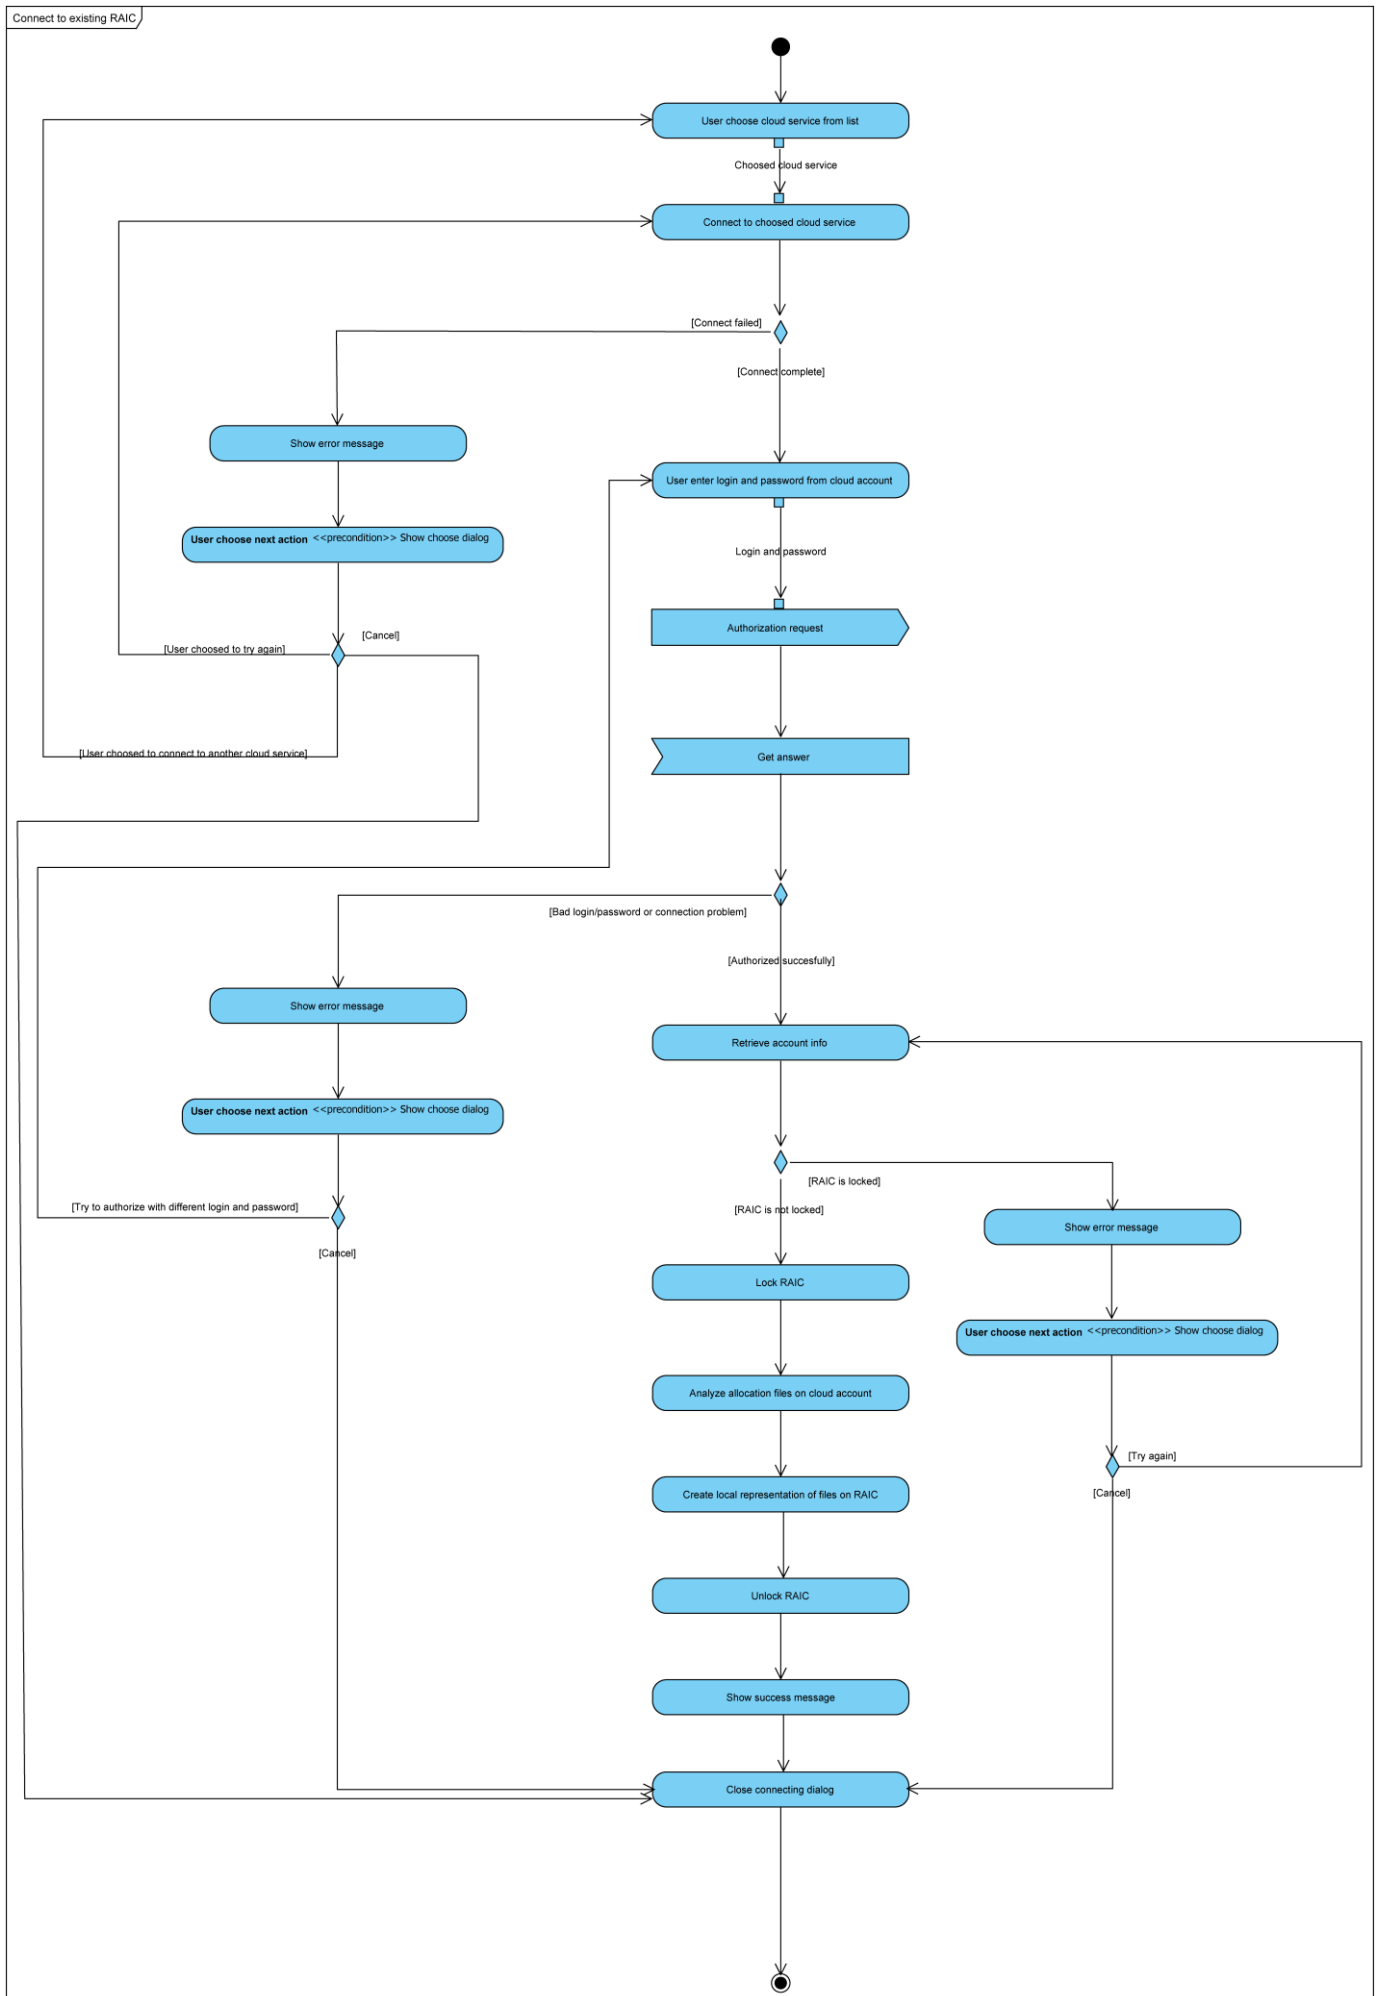 Connect to existing RAIC
User choose cloud service from list
Choosed cloud service
Connect to choosed cloud service
[Connect failed]
[Connect complete]
Show error message
User enter login and password from cloud account
User choose next action <<precondition>> Show choose dialog
Login and password
Authorization request
[Cancel]
[User choosed to try again]
[User choosed to connect to another cloud service]
Get answer
[Bad login/password or connection problem]
[Authorized succesfully]
Show error message
Retrieve account info
User choose next action <<precondition>> Show choose dialog
[RAIC is locked]
[Try to authorize with different login and password]
[RAIC is not locked]
Show error message
[Cancel]
Lock RAIC
User choose next action <<precondition>> Show choose dialog
Analyze allocation files on cloud account
[Try again]
[Cancel]
Create local representation of files on RAIC
Unlock RAIC
Show success message
Close connecting dialog